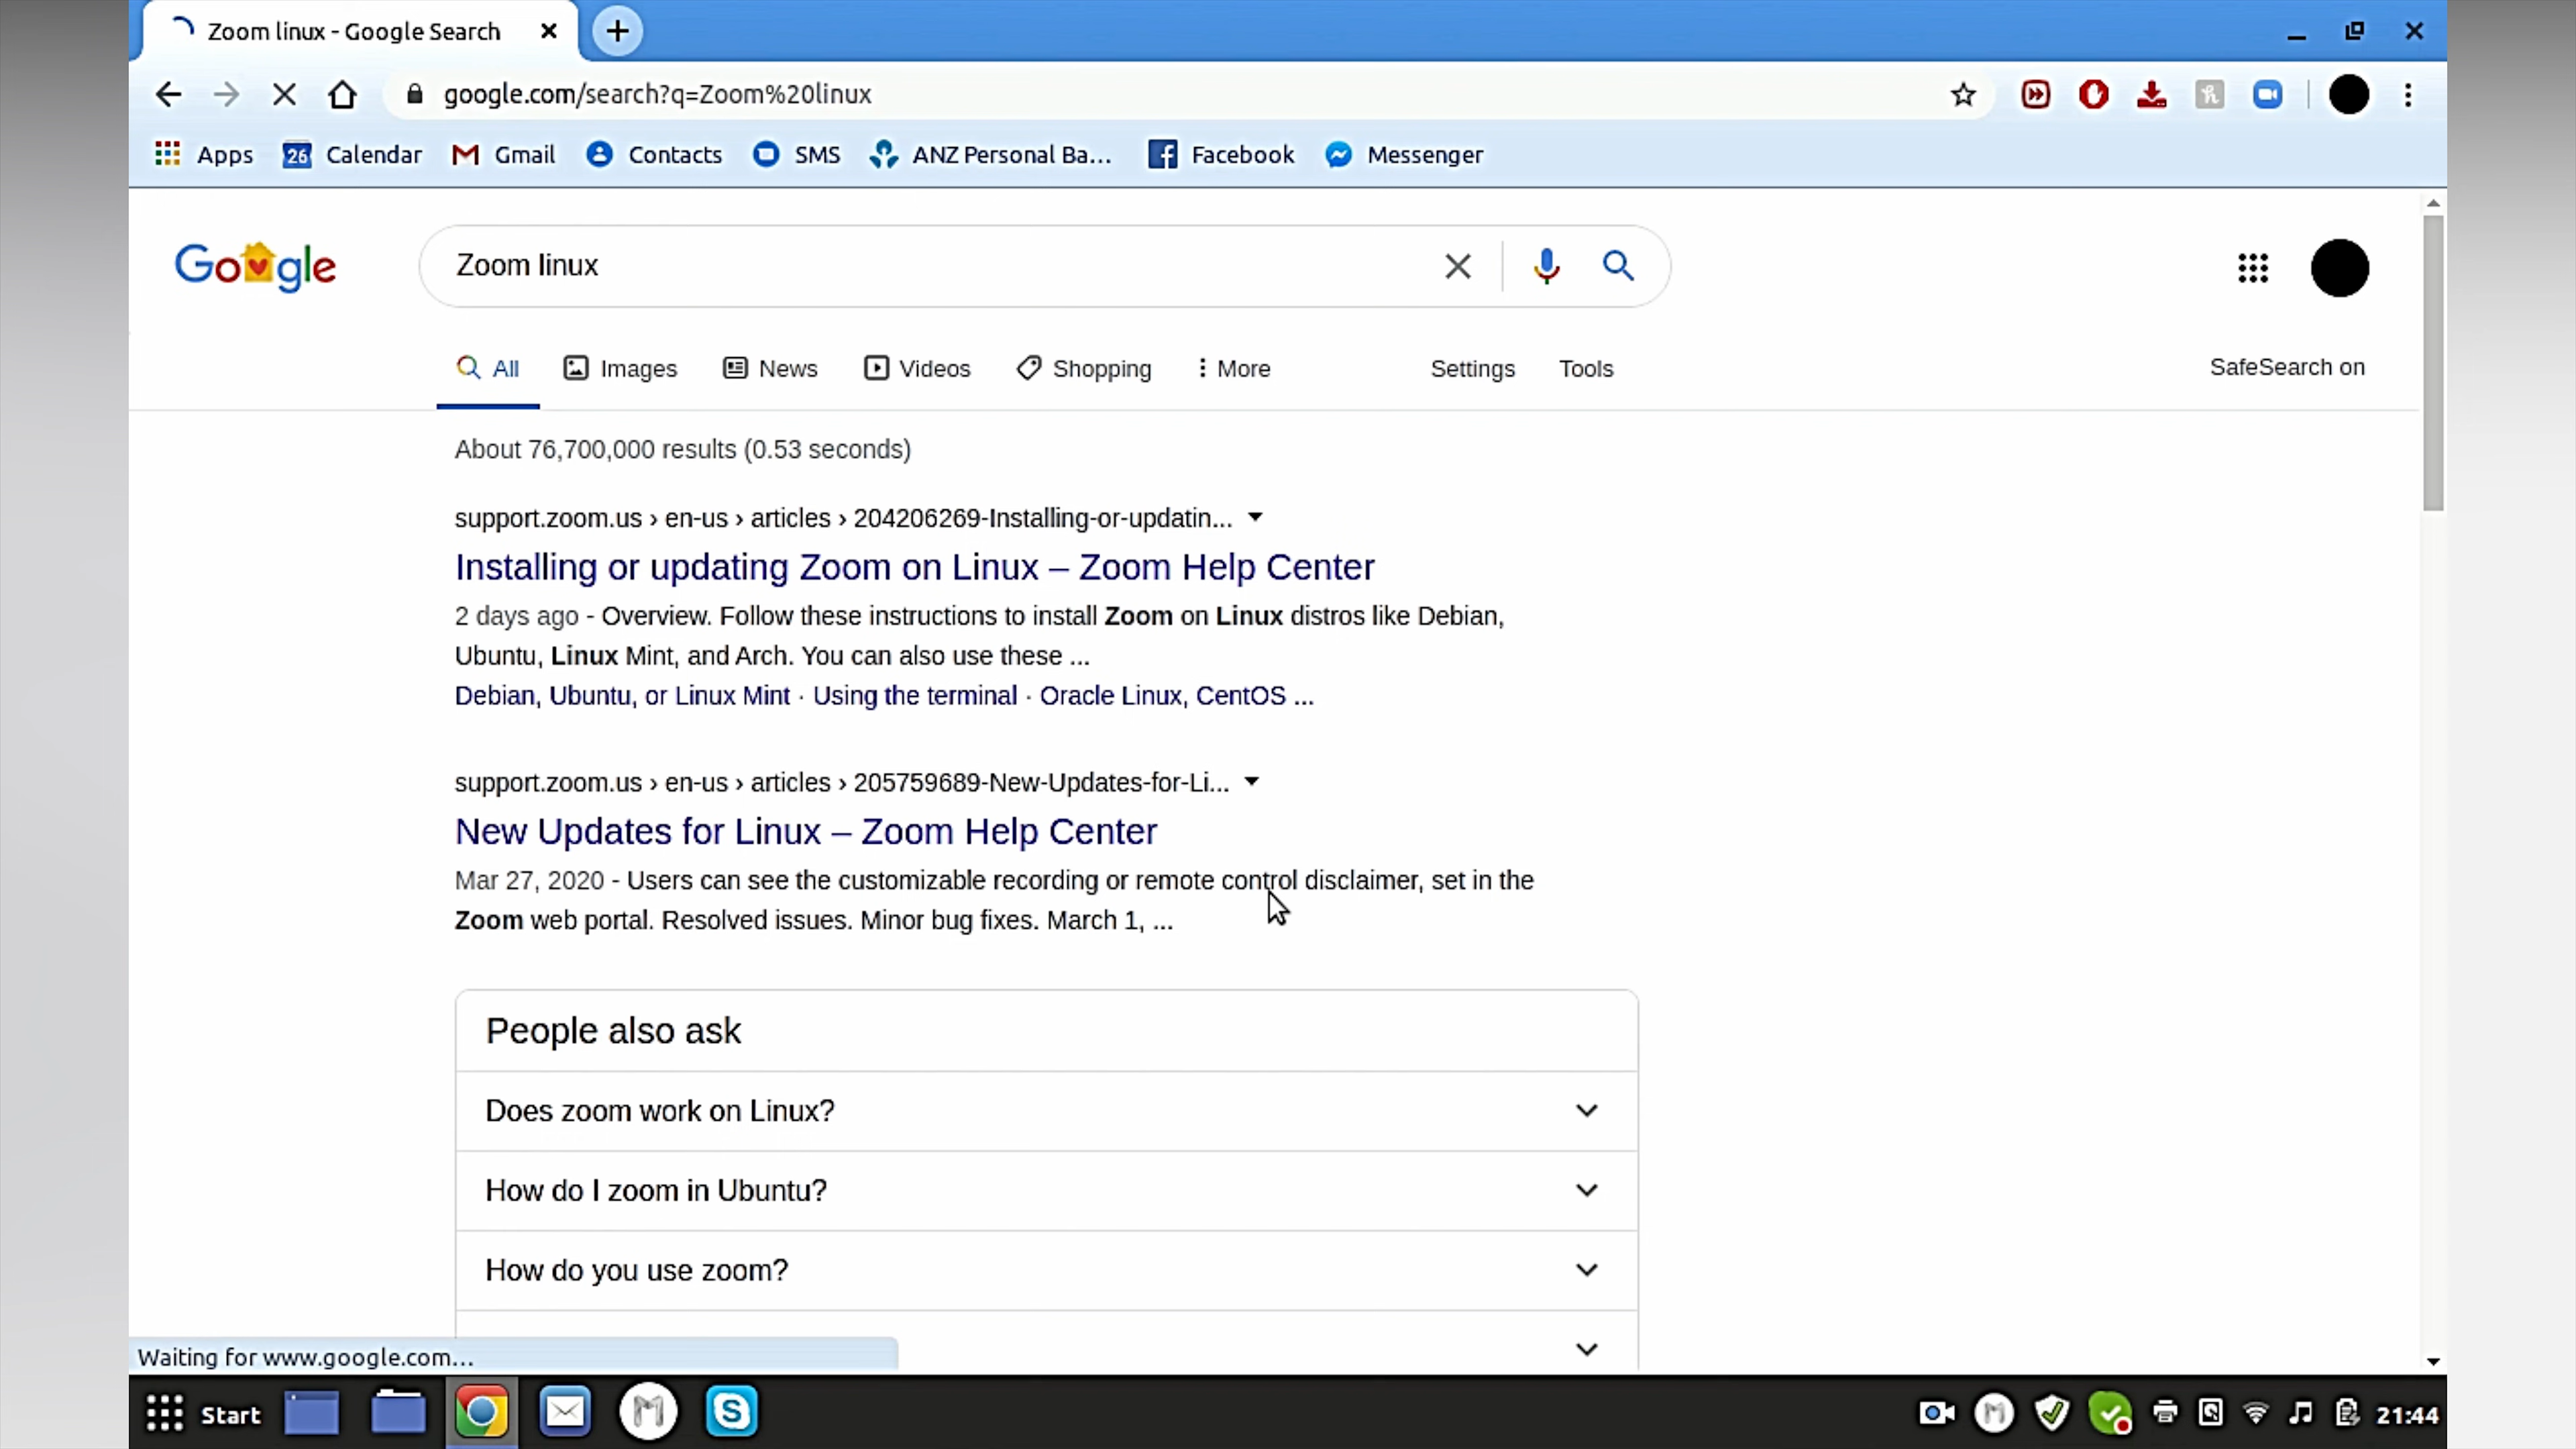 Zoom linux - Google Search
google.com/search?q=Zoom%20linux
Apps 26 Calendar Gmail Contacts SMS ANZ Personal Ba... Facebook Messenger
Google
Zoom linux
All Images News Videos Shopping More Settings Tools SafeSearch on
About 76,700,000 results (0.53 seconds)
support.zoom.us › en-us › articles › 204206269-Installing-or-updatin...
Installing or updating Zoom on Linux – Zoom Help Center
2 days ago - Overview. Follow these instructions to install Zoom on Linux distros like Debian,
Ubuntu, Linux Mint, and Arch. You can also use these ...
Debian, Ubuntu, or Linux Mint · Using the terminal · Oracle Linux, CentOS ...
support.zoom.us › en-us › articles › 205759689-New-Updates-for-Li...
New Updates for Linux – Zoom Help Center
Mar 27, 2020 - Users can see the customizable recording or remote control disclaimer, set in the
Zoom web portal. Resolved issues. Minor bug fixes. March 1, ...
People also ask
Does zoom work on Linux?
How do I zoom in Ubuntu?
How do you use zoom?
Waiting for www.google.com...
Start 21:44